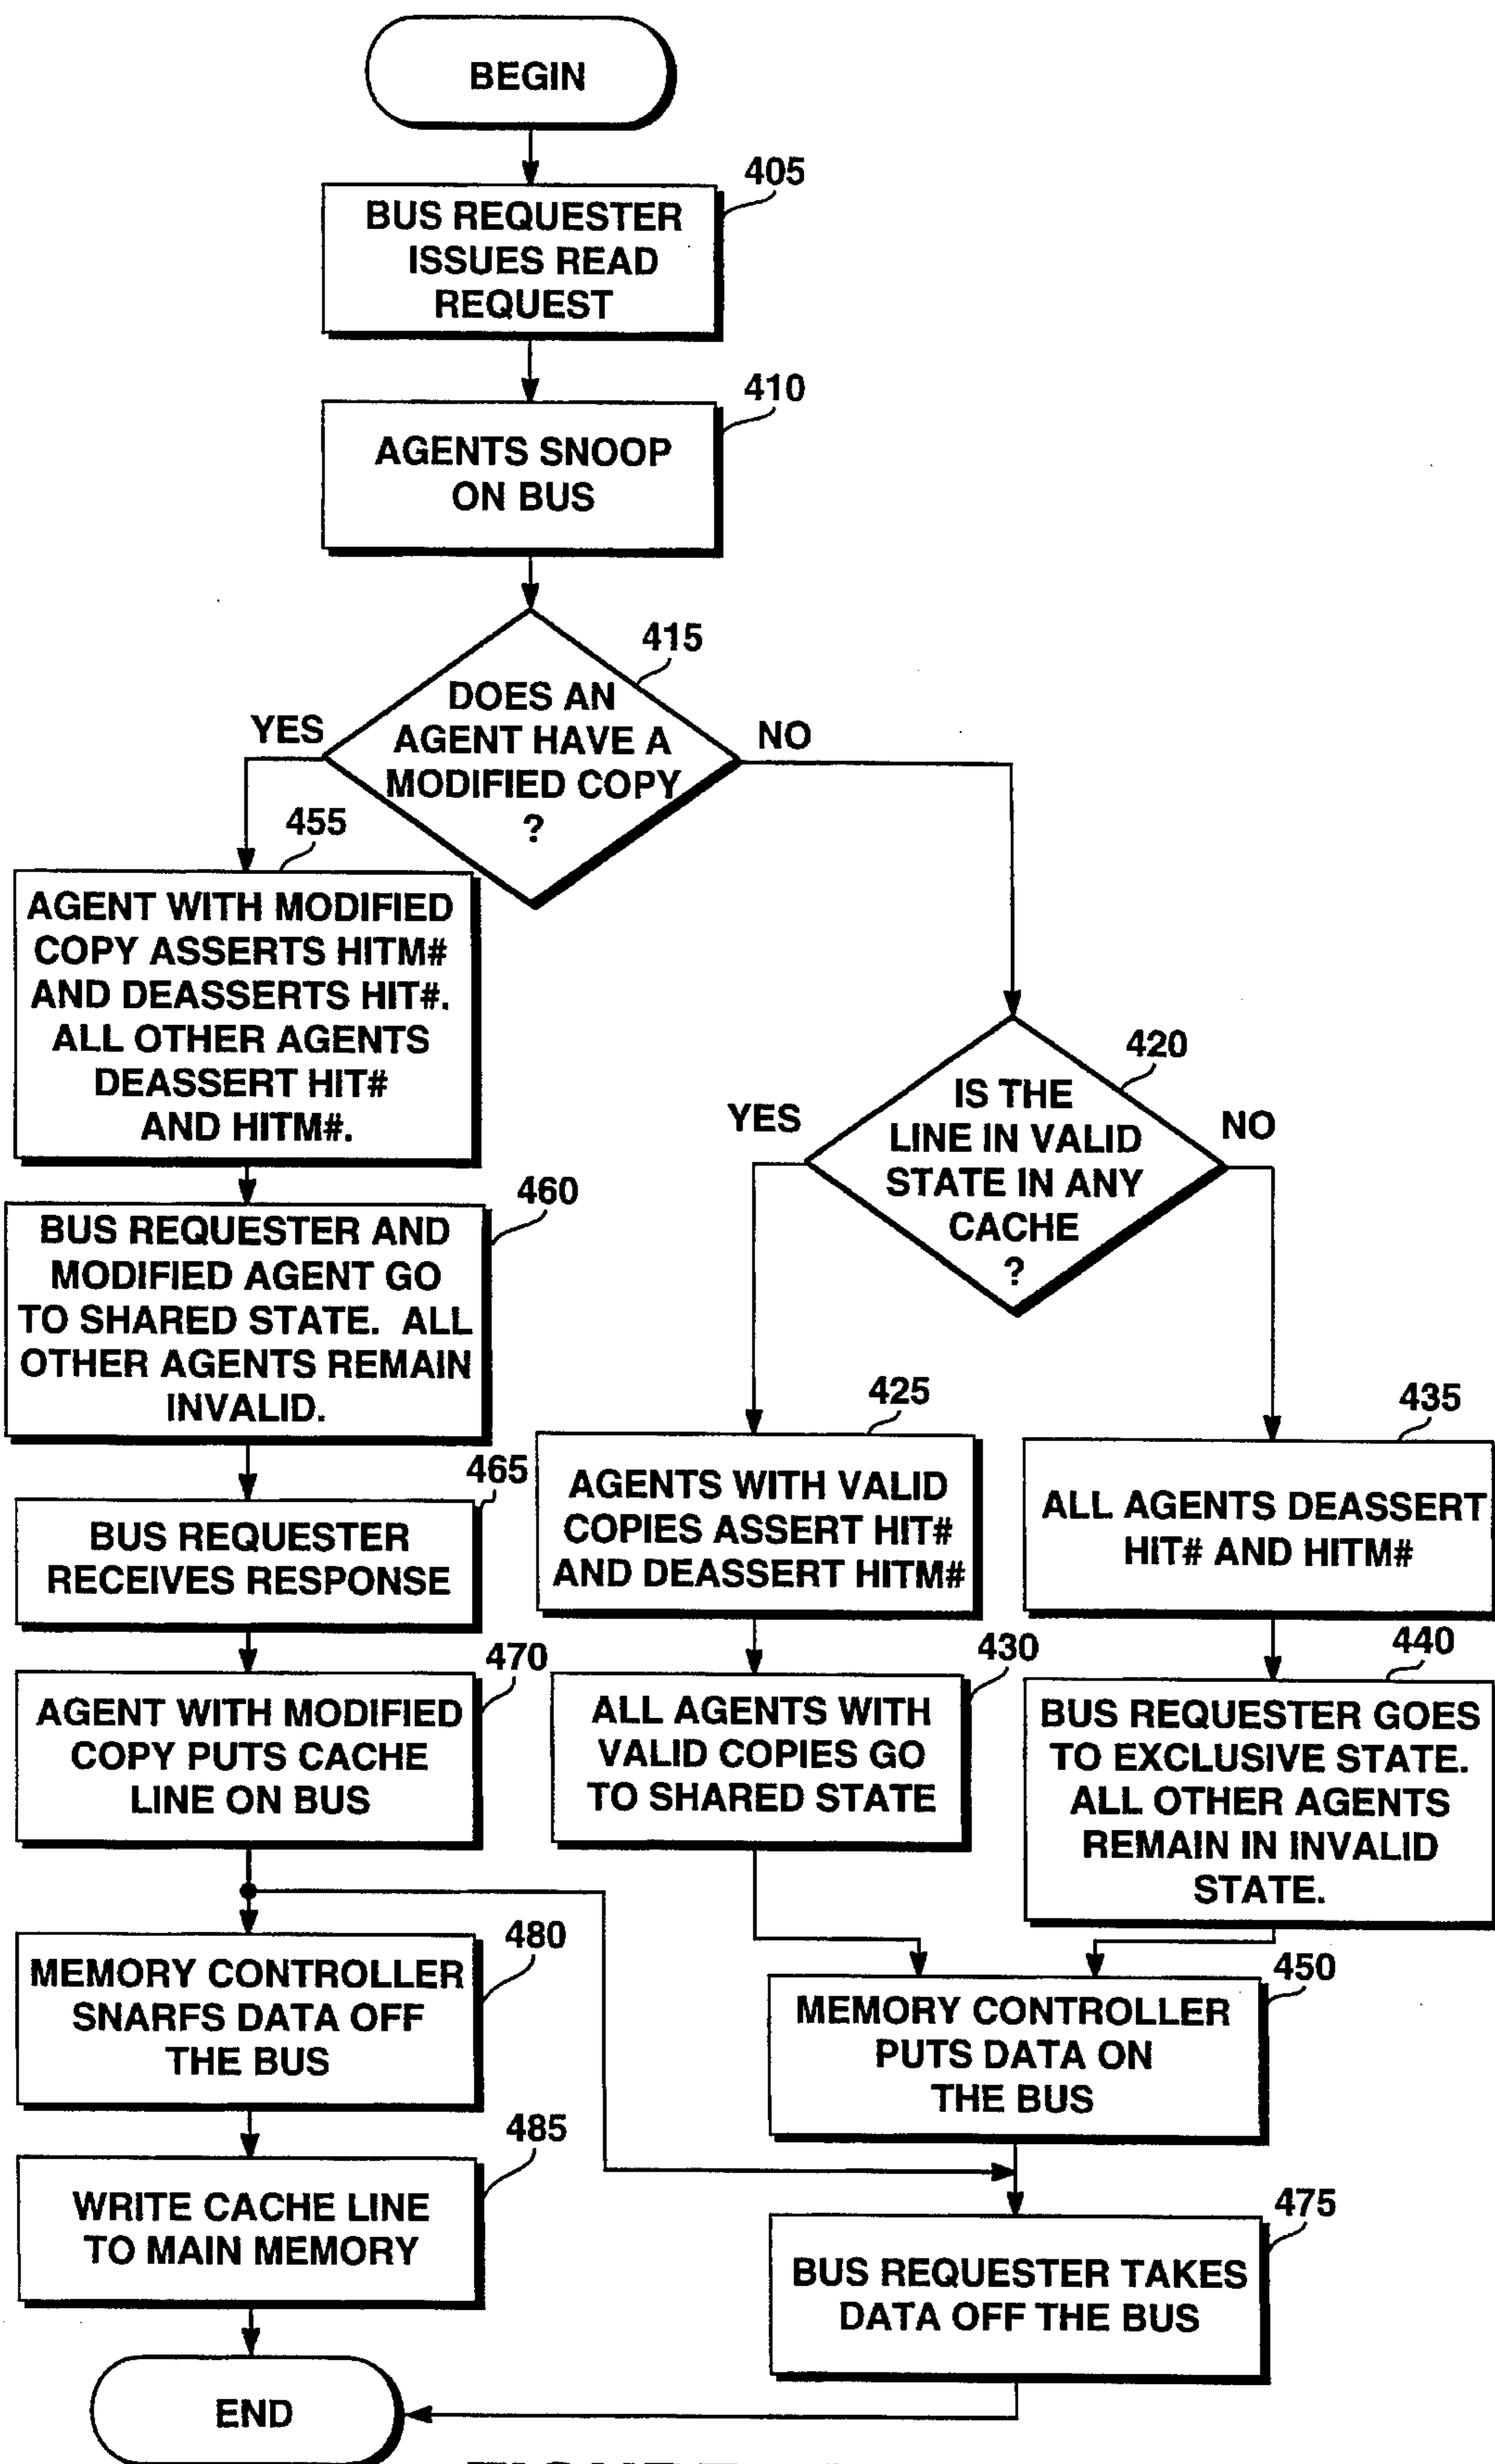 BEGIN
405
BUS REQUESTER
ISSUES READ
REQUEST
410
AGENTS SNOOP
ON BUS
415
DOES AN
AGENT HAVE A
MODIFIED COPY
?
YES
NO
455
AGENT WITH MODIFIED
COPY ASSERTS HITM#
AND DEASSERTS HIT#.
ALL OTHER AGENTS
DEASSERT HIT#
AND HITM#.
420
IS THE
LINE IN VALID
STATE IN ANY
CACHE
?
YES
NO
460
BUS REQUESTER AND
MODIFIED AGENT GO
TO SHARED STATE. ALL
OTHER AGENTS REMAIN
INVALID.
425
AGENTS WITH VALID
COPIES ASSERT HIT#
AND DEASSERT HITM#
435
ALL AGENTS DEASSERT
HIT# AND HITM#
465
BUS REQUESTER
RECEIVES RESPONSE
470
AGENT WITH MODIFIED
COPY PUTS CACHE
LINE ON BUS
430
ALL AGENTS WITH
VALID COPIES GO
TO SHARED STATE
440
BUS REQUESTER GOES
TO EXCLUSIVE STATE.
ALL OTHER AGENTS
REMAIN IN INVALID
STATE.
480
MEMORY CONTROLLER
SNARFS DATA OFF
THE BUS
450
MEMORY CONTROLLER
PUTS DATA ON
THE BUS
485
WRITE CACHE LINE
TO MAIN MEMORY
475
BUS REQUESTER TAKES
DATA OFF THE BUS
END